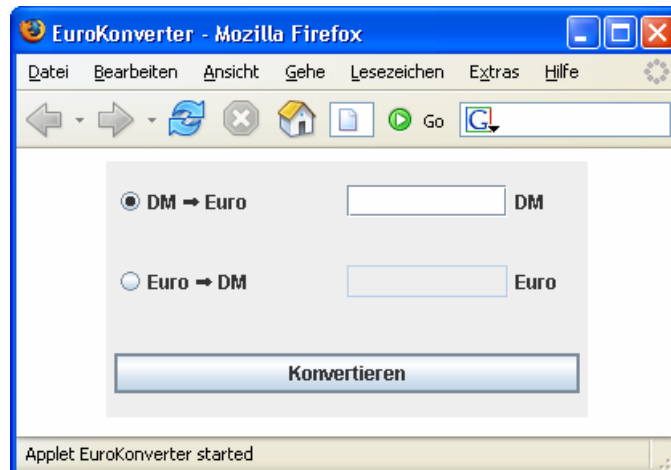 EuroKonverter - Mozilla Firefox
Datei Bearbeiten Ansicht Gehe Lesezeichen Extras Hilfe
Go G
DM ➡ Euro DM
Euro ➡ DM Euro
Konvertieren
Applet EuroKonverter started